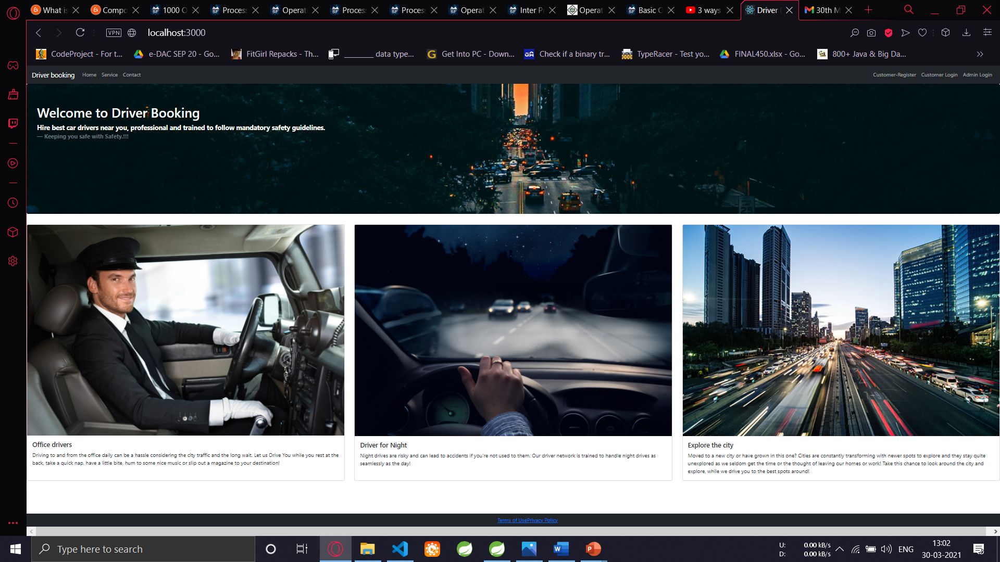 What is
Compo
1000 O
Process
Operat
Process
Process
Operat
Inter Pr
Operat
Basic C
3 ways
Driver
30th M
VPN
localhost:3000
CodeProject - For t...
e-DAC SEP 20 - Go...
FitGirl Repacks - Th...
________ data type...
Get Into PC - Down...
Check if a binary tr...
TypeRacer - Test yo...
FINAL450.xlsx - Go...
800+ Java & Big Da...
Driver booking Home Service Contact
Customer-Register Customer Login Admin Login
Welcome to Driver Booking
Hire best car drivers near you, professional and trained to follow mandatory safety guidelines.
— Keeping you safe with Safety.!!!
Office drivers
Driving to and from the office daily can be a hassle considering the city traffic and the long wait. Let us Drive You while you rest at the
back, take a quick nap, have a little bite, hum to some nice music or slip out a magazine to your destination!
Driver for Night
Night drives are risky and can lead to accidents if you're not used to them. Our driver network is trained to handle night drives as
seamlessly as the day!
Explore the city
Moved to a new city or have grown in this one? Cities are constantly transforming with newer spots to explore and they stay quite
unexplored as we seldom get the time or the thought of leaving our homes or work! Take this chance to look around the city and
explore, while we drive you to the best spots around!
Terms of UsePrivacy Policy
Type here to search
U: 0.00 kB/s
D: 0.00 kB/s
ENG
13:02
30-03-2021